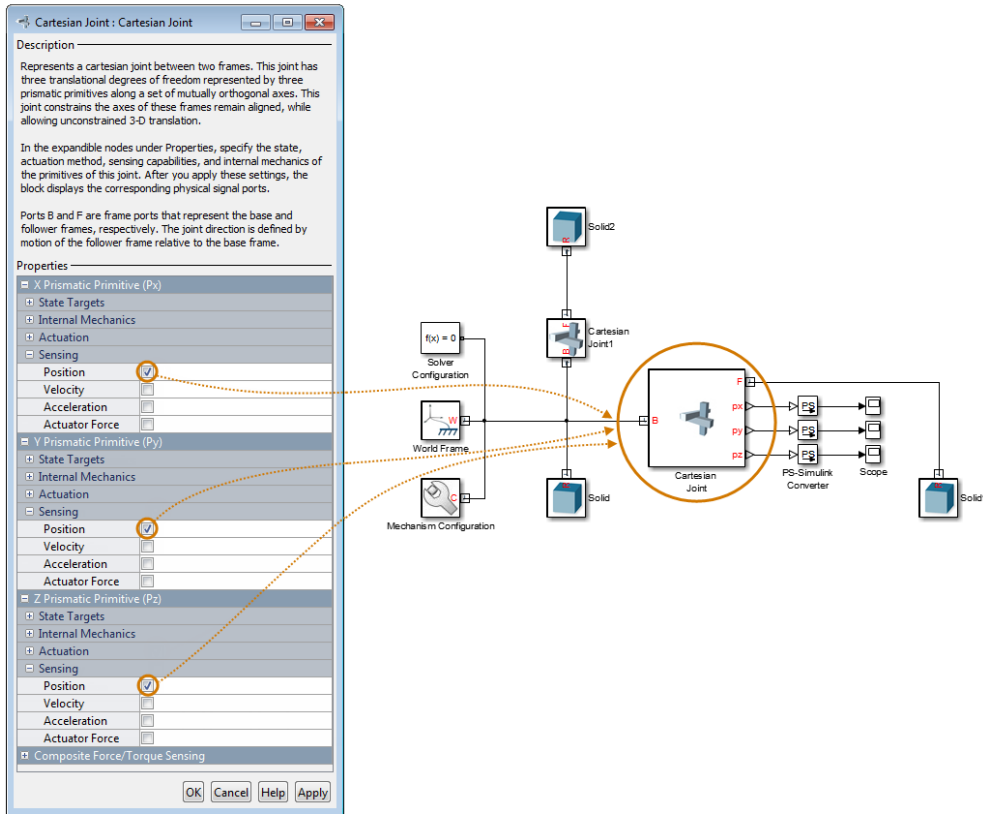 Cartesian Joint : Cartesian Joint
Description
Represents a cartesian joint between two frames. This joint has
three translational degrees of freedom represented by three
prismatic primitives along a set of mutually orthogonal axes. This
joint constrains the axes of these frames remain aligned, while
allowing unconstrained 3-D translation.
In the expandible nodes under Properties, specify the state,
actuation method, sensing capabilities, and internal mechanics of
the primitives of this joint. After you apply these settings, the
block displays the corresponding physical signal ports.
Ports B and F are frame ports that represent the base and
follower frames, respectively. The joint direction is defined by
motion of the follower frame relative to the base frame.
Properties
X Prismatic Primitive (Px)
State Targets
Internal Mechanics
Actuation
Sensing
Position
Velocity
Acceleration
Actuator Force
Y Prismatic Primitive (Py)
State Targets
Internal Mechanics
Actuation
Sensing
Position
Velocity
Acceleration
Actuator Force
Z Prismatic Primitive (Pz)
State Targets
Internal Mechanics
Actuation
Sensing
Position
Velocity
Acceleration
Actuator Force
Composite Force/Torque Sensing
OK Cancel Help Apply
R
Solid2
F
B
Cartesian
Joint1
f(x) = 0
Solver
Configuration
W
World Frame
C
Mechanism Configuration
R
Solid
B
F
px
py
pz
Cartesian
Joint
PS S
PS S
PS S
PS-Simulink
Converter
Scope
R
Solid1